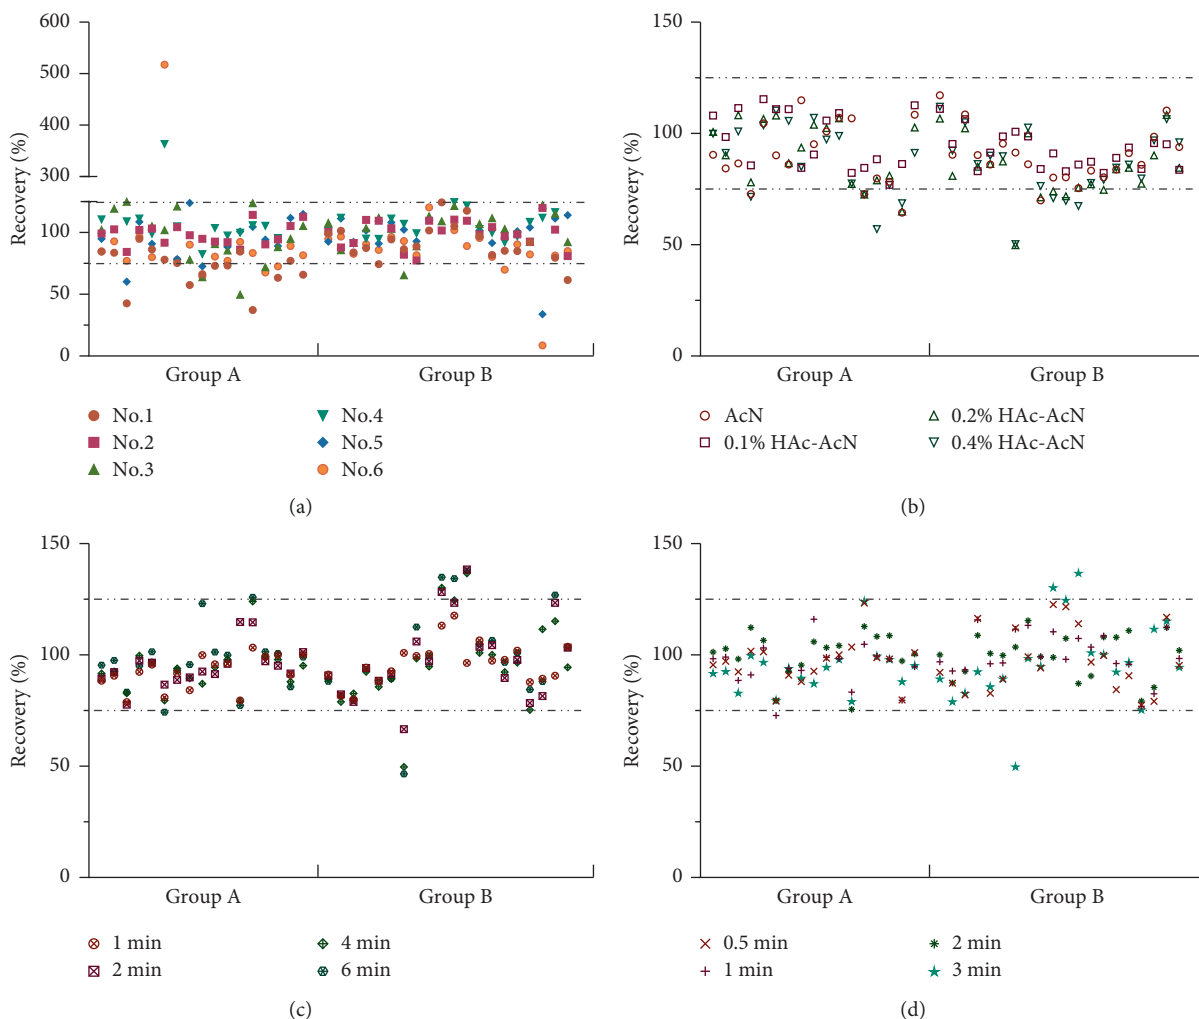 600
500
400
300
200
100
50
0
Recovery (%)
Group A
Group B
No.1
No.2
No.3
No.4
No.5
No.6
(a)
150
100
50
0
Recovery (%)
Group A
Group B
AcN
0.1% HAc-AcN
0.2% HAc-AcN
0.4% HAc-AcN
(b)
150
100
50
0
Recovery (%)
Group A
Group B
1 min
2 min
4 min
6 min
(c)
150
100
50
0
Recovery (%)
Group A
Group B
0.5 min
1 min
2 min
3 min
(d)